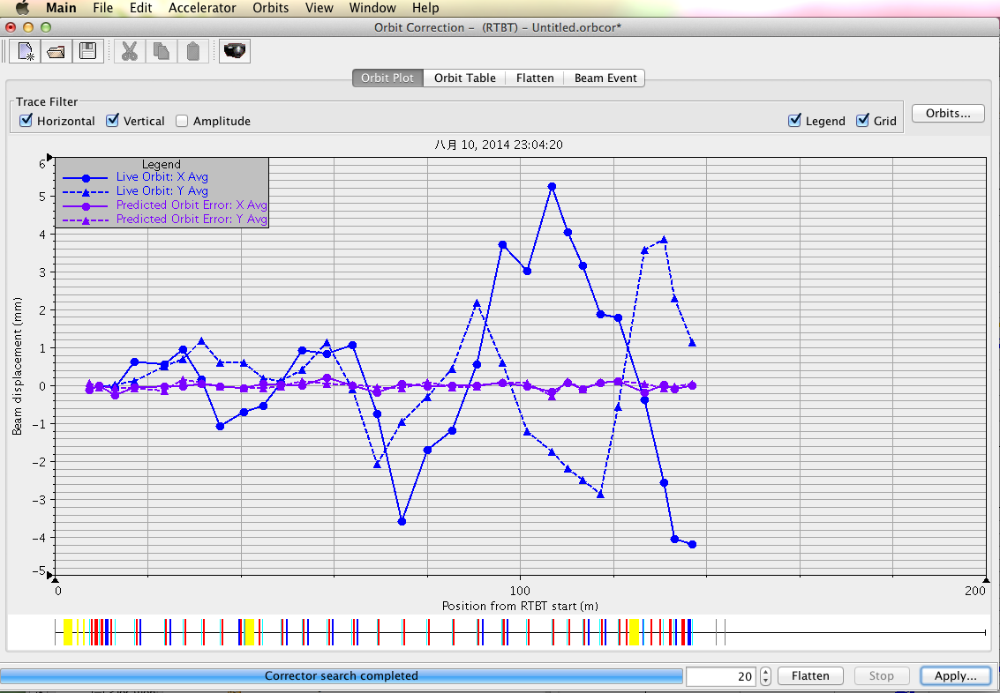 Main File Edit Accelerator Orbits View Window Help
Orbit Correction – (RTBT) – Untitled.orbcor*
Orbit Plot Orbit Table Flatten Beam Event
Trace Filter
Horizontal Vertical Amplitude Legend Grid Orbits...
八月 10, 2014 23:04:20
Legend
Live Orbit: X Avg
Live Orbit: Y Avg
Predicted Orbit Error: X Avg
Predicted Orbit Error: Y Avg
6
5
4
3
2
1
0
-1
-2
-3
-4
-5
Beam displacement (mm)
0 100 200
Position from RTBT start (m)
Corrector search completed 20 Flatten Stop Apply...